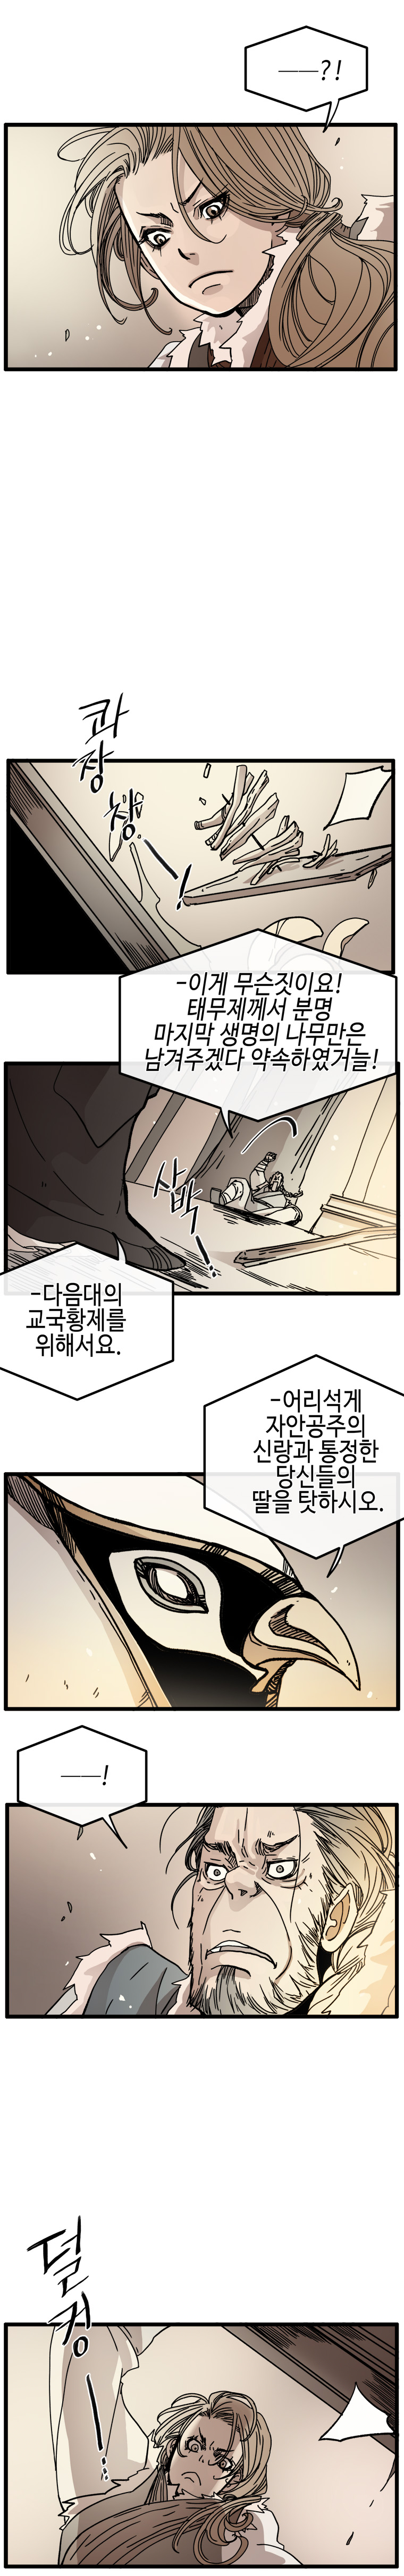 ——?!
콰
장
창
!
-이게 무슨짓이요!
태무제께서 분명
마지막 생명의 나무만은
남겨주겠다 약속하였거늘!
사
박
!
-다음대의
교국황제를
위해서요.
-어리석게
자안공주의
신랑과 통정한
당신들의
딸을 탓하시오.
——!
덜
컹